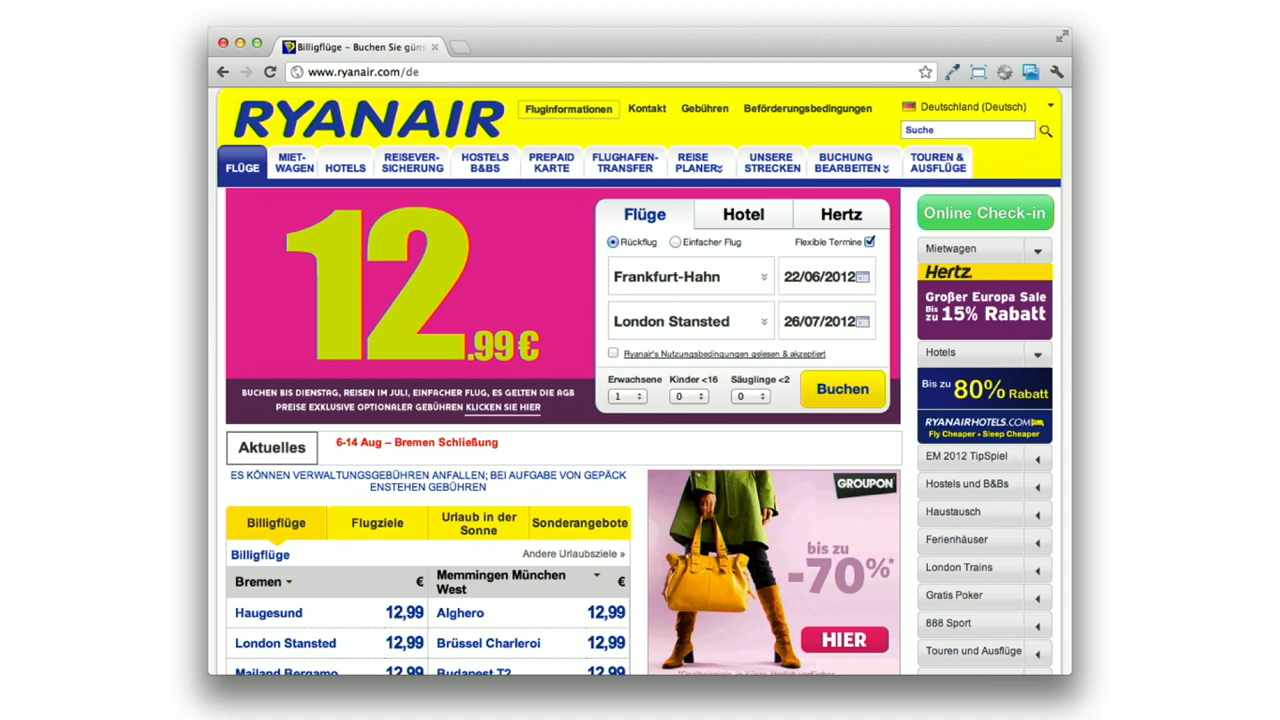 Billigflüge – Buchen Sie güns
www.ryanair.com/de
RYANAIR
Fluginformationen Kontakt Gebühren Beförderungsbedingungen
Deutschland (Deutsch)
Suche
FLÜGE
MIET-
WAGEN
HOTELS
REISEVER-
SICHERUNG
HOSTELS
B&BS
PREPAID
KARTE
FLUGHAFEN-
TRANSFER
REISE
PLANER
UNSERE
STRECKEN
BUCHUNG
BEARBEITEN
TOUREN &
AUSFLÜGE
12.99€
BUCHEN BIS DIENSTAG, REISEN IM JULI, EINFACHER FLUG, ES GELTEN DIE AGB
PREISE EXKLUSIVE OPTIONALER GEBÜHREN KLICKEN SIE HIER
Flüge Hotel Hertz
Rückflug Einfacher Flug Flexible Termine
Frankfurt-Hahn 22/06/2012
London Stansted 26/07/2012
Ryanair's Nutzungsbedingungen gelesen & akzeptiert
Erwachsene Kinder <16 Säuglinge <2
1 0 0
Buchen
Online Check-in
Mietwagen
Hertz.
Großer Europa Sale
Bis zu 15% Rabatt
Hotels
Bis zu 80% Rabatt
RYANAIRHOTELS.COM
Fly Cheaper • Sleep Cheaper
EM 2012 TipSpiel
Hostels und B&Bs
Haustausch
Ferienhäuser
London Trains
Gratis Poker
888 Sport
Touren und Ausflüge
Aktuelles
6-14 Aug – Bremen Schließung
ES KÖNNEN VERWALTUNGSGEBÜHREN ANFALLEN; BEI AUFGABE VON GEPÄCK
ENSTEHEN GEBÜHREN
Billigflüge
Flugziele
Urlaub in der
Sonne
Sonderangebote
Billigflüge Andere Urlaubsziele »
Bremen €
Memmingen München
West €
Haugesund 12,99 Alghero 12,99
London Stansted 12,99 Brüssel Charleroi 12,99
Mailand Bergamo 12,99 Budapest T2 12,99
GROUPON
bis zu
-70%*
HIER